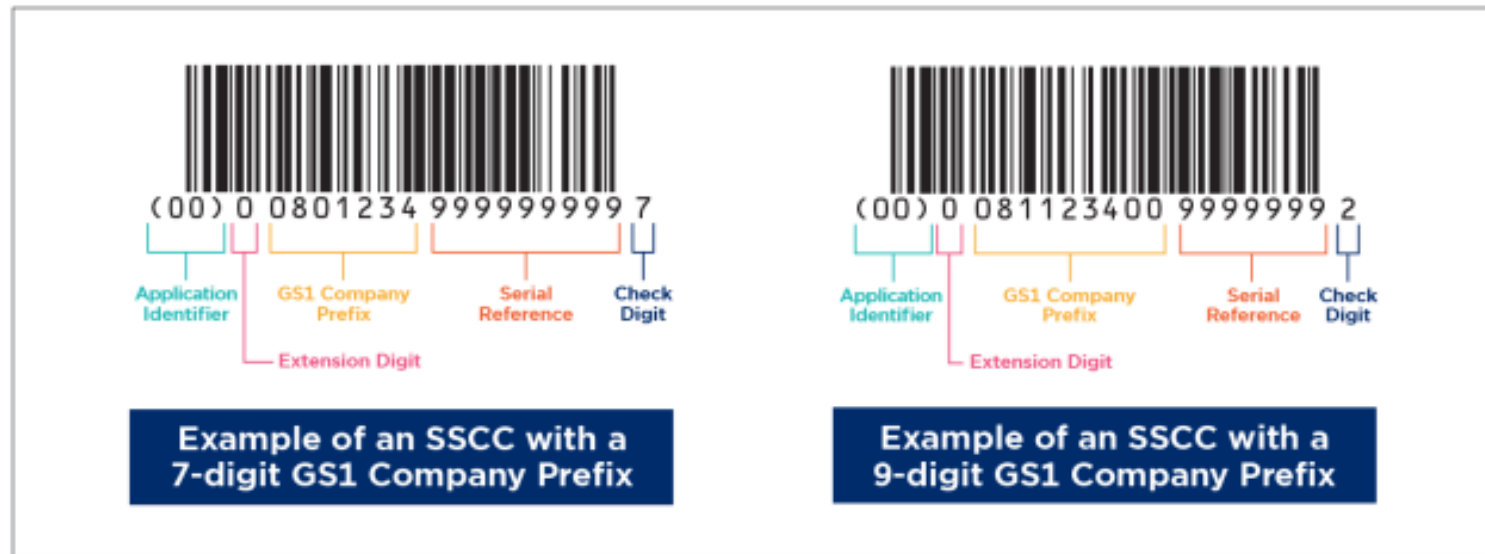 (00) 0 0801234 999999999 7
Application Identifier
GS1 Company Prefix
Serial Reference
Check Digit
Extension Digit
Example of an SSCC with a
7-digit GS1 Company Prefix
(00) 0 081123400 9999999 2
Application Identifier
GS1 Company Prefix
Serial Reference
Check Digit
Extension Digit
Example of an SSCC with a
9-digit GS1 Company Prefix